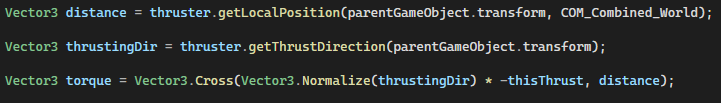 Vector3 distance = thruster.getLocalPosition(parentGameObject.transform, COM_Combined_World);
Vector3 thrustingDir = thruster.getThrustDirection(parentGameObject.transform);
Vector3 torque = Vector3.Cross(Vector3.Normalize(thrustingDir) * -thisThrust, distance);